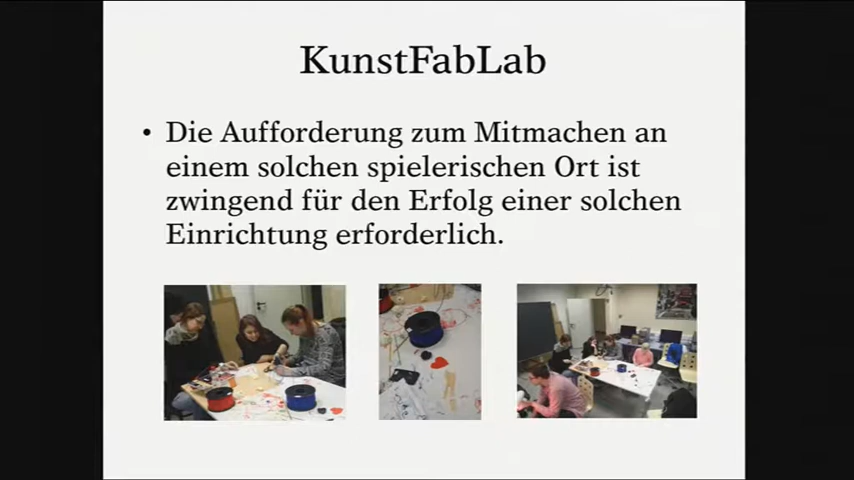 KunstFabLab
• Die Aufforderung zum Mitmachen an
einem solchen spielerischen Ort ist
zwingend für den Erfolg einer solchen
Einrichtung erforderlich.